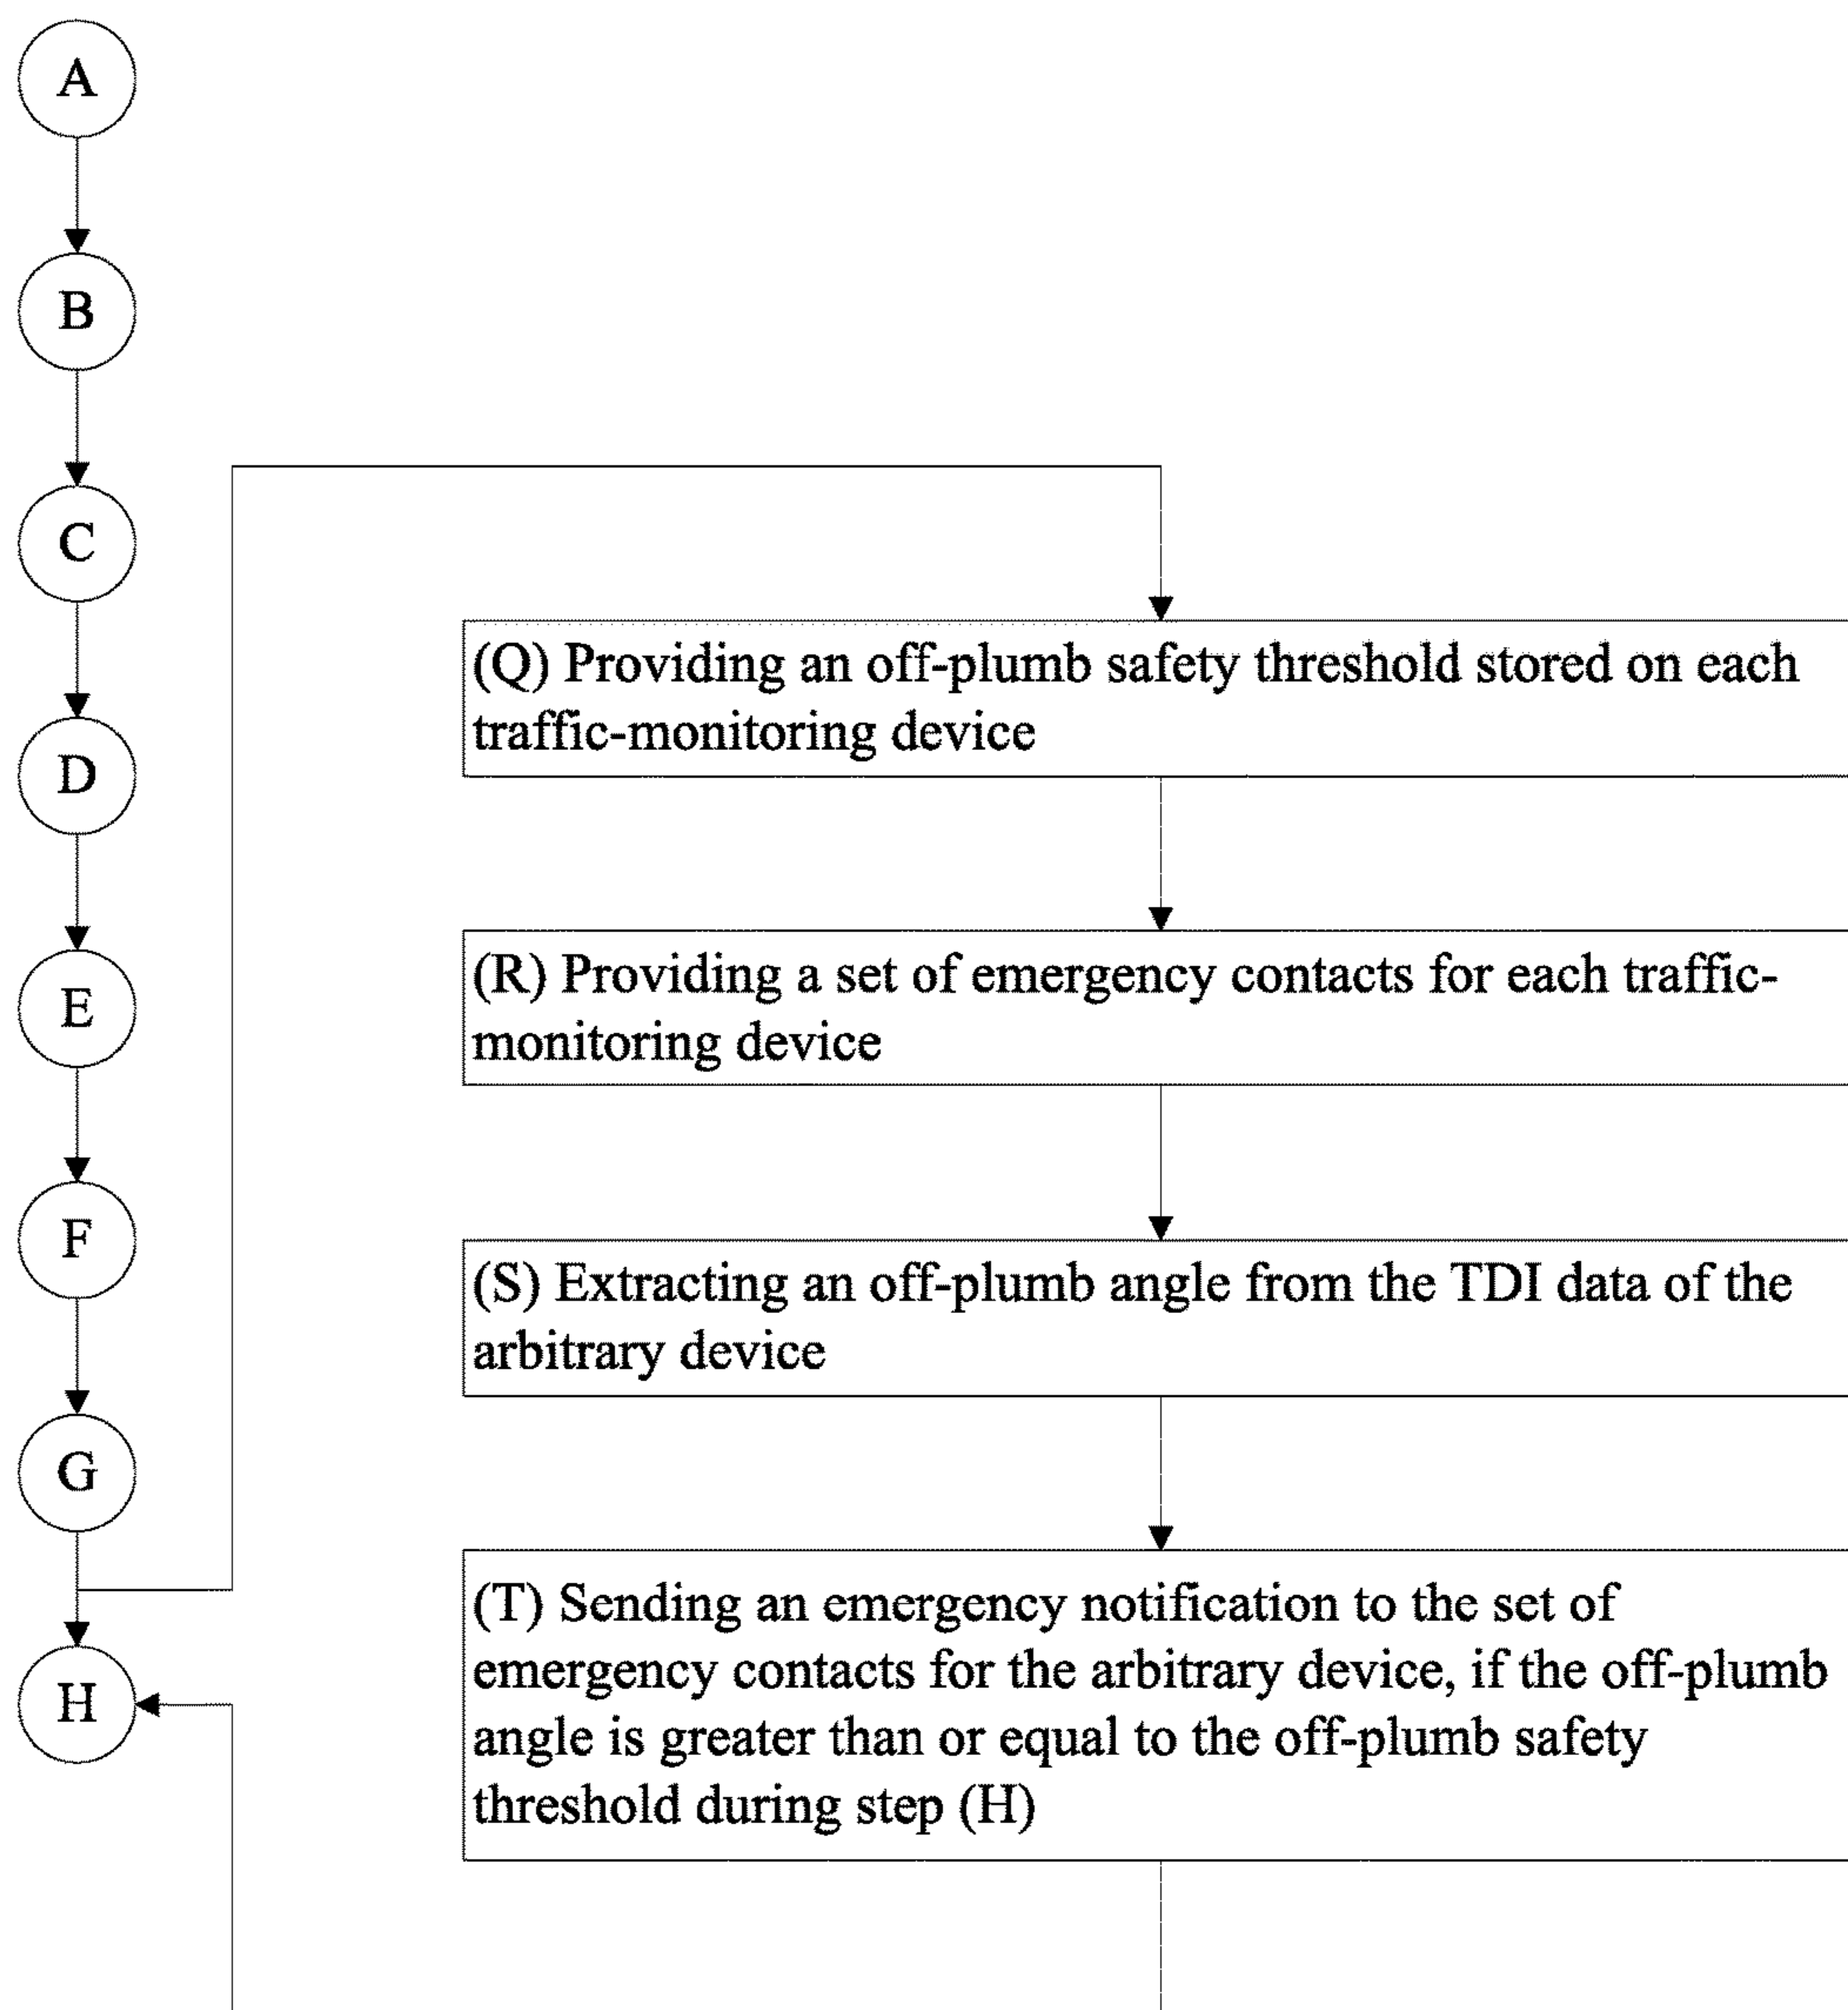 A
B
C
D
E
F
G
H
(Q) Providing an off-plumb safety threshold stored on each
traffic-monitoring device
(R) Providing a set of emergency contacts for each traffic-
monitoring device
(S) Extracting an off-plumb angle from the TDI data of the
arbitrary device
(T) Sending an emergency notification to the set of
emergency contacts for the arbitrary device, if the off-plumb
angle is greater than or equal to the off-plumb safety
threshold during step (H)